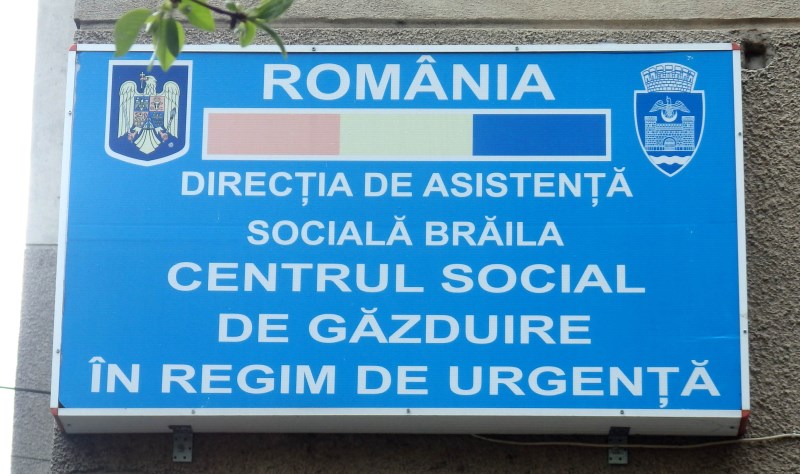 ROMÂNIA
DIRECȚIA DE ASISTENȚĂ
SOCIALĂ BRĂILA
CENTRUL SOCIAL
DE GĂZDUIRE
ÎN REGIM DE URGENȚĂ